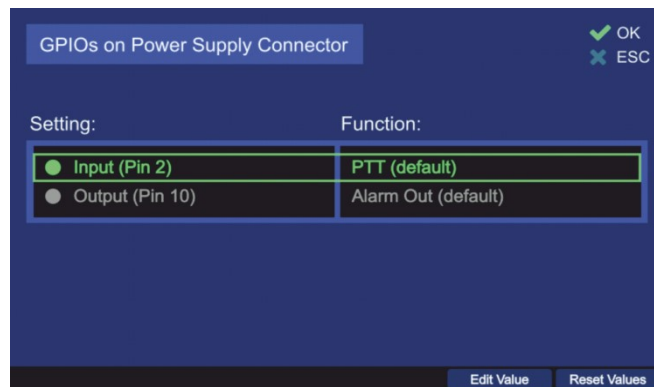 GPIOs on Power Supply Connector
OK
ESC
Setting: Function:
Input (Pin 2) PTT (default)
Output (Pin 10) Alarm Out (default)
Edit Value Reset Values